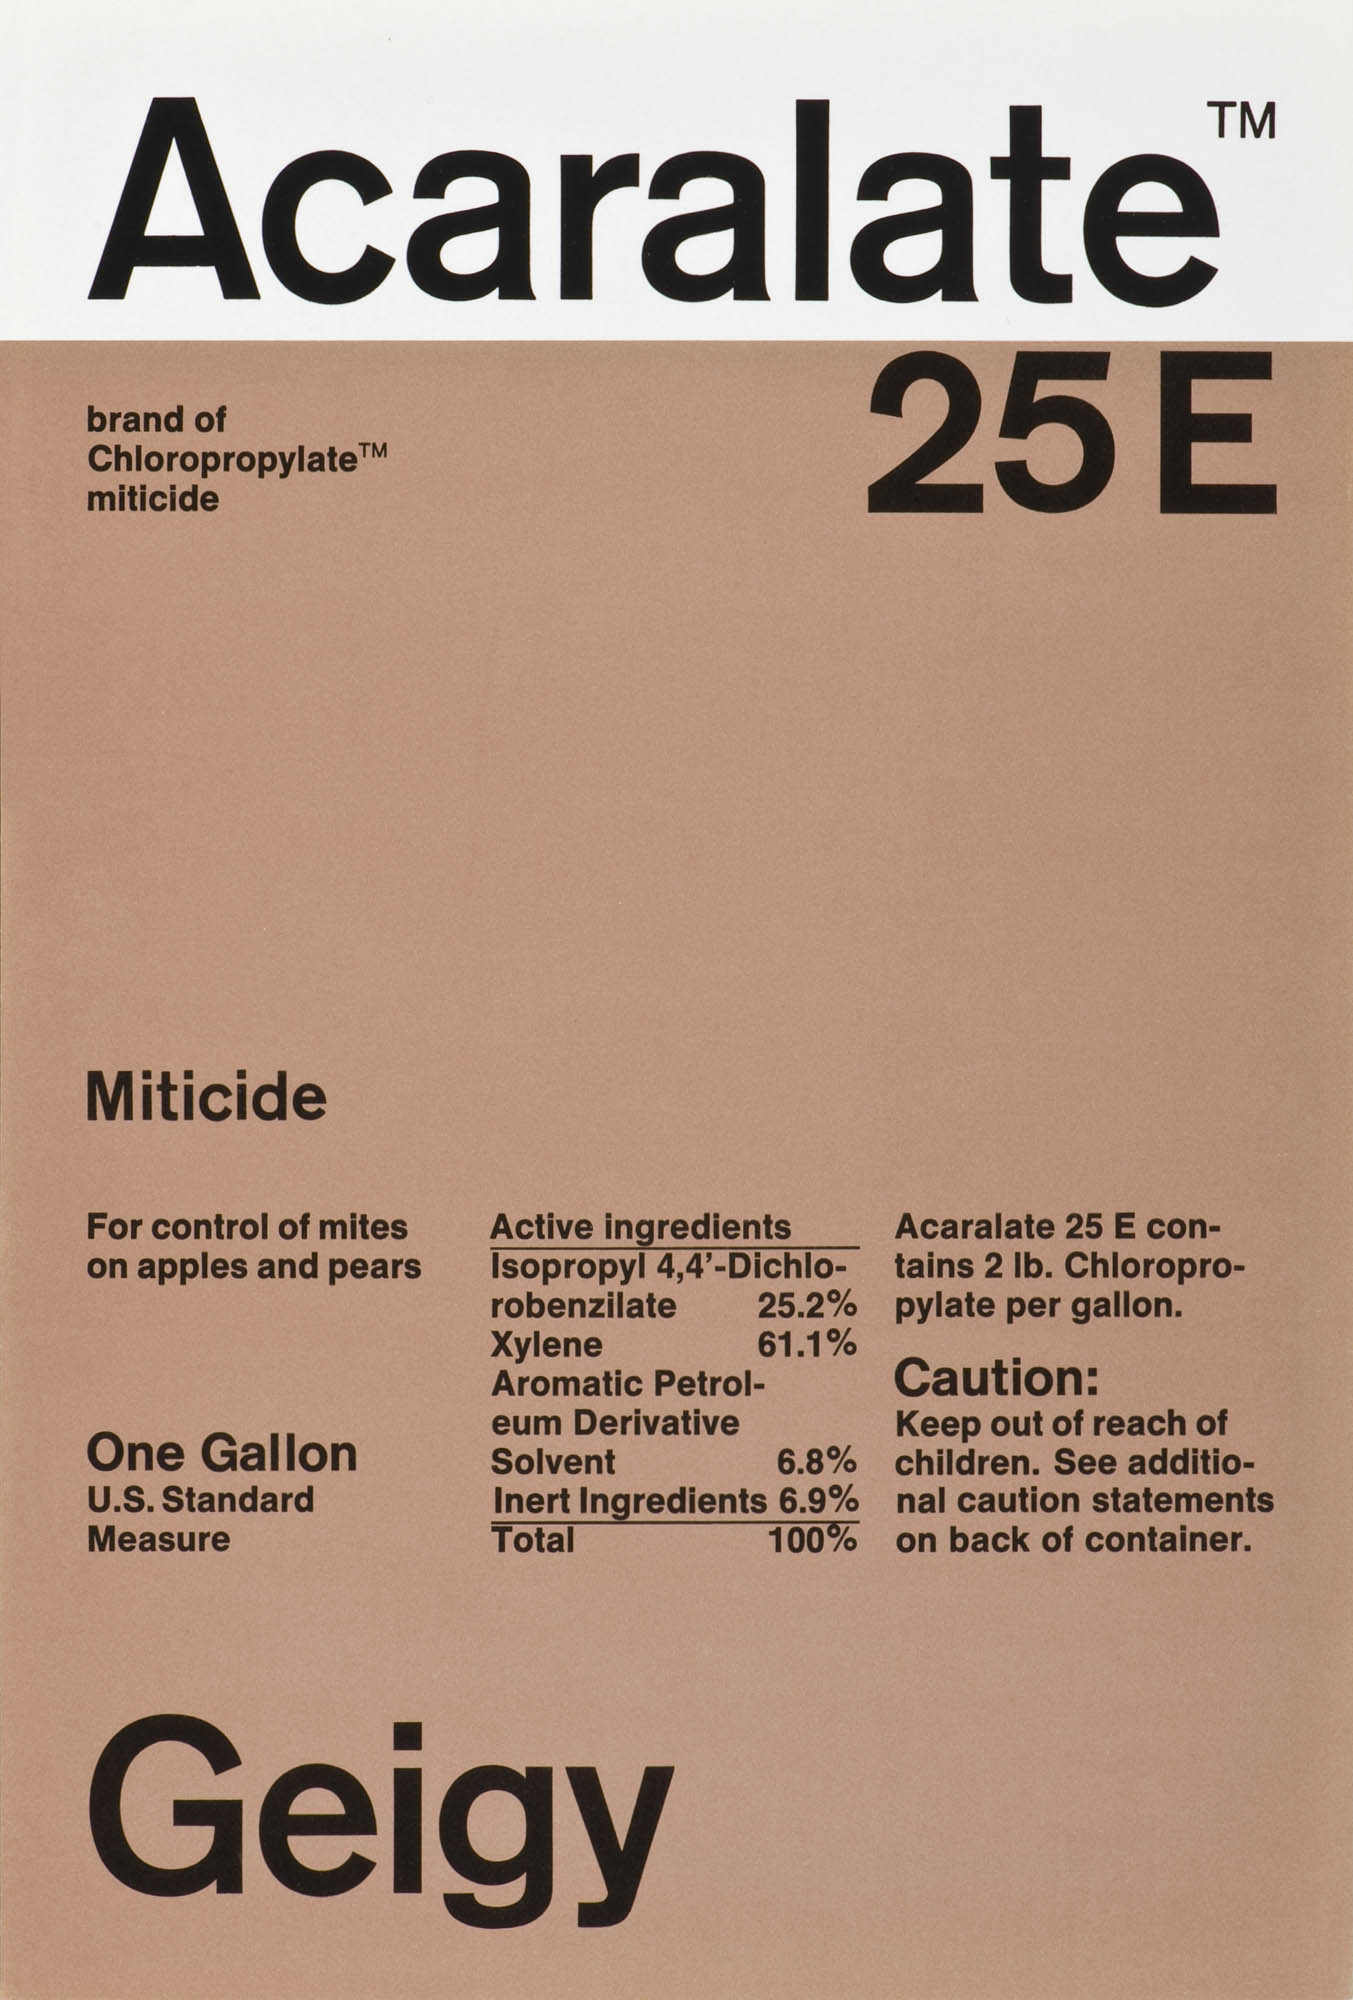 Acaralate™
25 E
brand of
Chloropropylate™
miticide
Miticide
For control of mites
on apples and pears
One Gallon
U.S. Standard
Measure
Active ingredients
Isopropyl 4,4'-Dichlo-
robenzilate 25.2%
Xylene 61.1%
Aromatic Petrol-
eum Derivative
Solvent 6.8%
Inert Ingredients 6.9%
Total 100%
Acaralate 25 E con-
tains 2 lb. Chloropro-
pylate per gallon.
Caution:
Keep out of reach of
children. See additio-
nal caution statements
on back of container.
Geigy